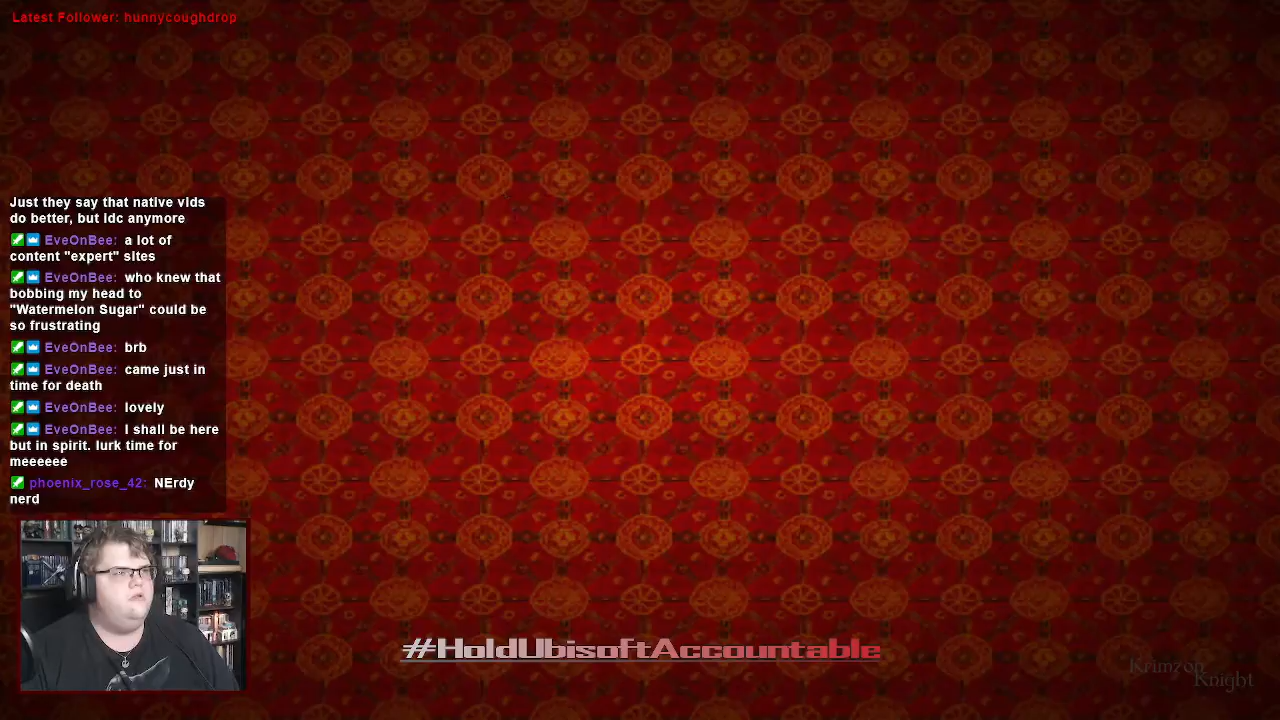 Latest Follower: hunnycoughdrop
Just they say that native vids
do better, but idc anymore
EveOnBee: a lot of
content "expert" sites
EveOnBee: who knew that
bobbing my head to
"Watermelon Sugar" could be
so frustrating
EveOnBee: brb
EveOnBee: came just in
time for death
EveOnBee: lovely
EveOnBee: I shall be here
but in spirit. lurk time for
meeeeee
phoenix_rose_42: NErdy
nerd
#HoldUbisoftAccountable
Krimzon
Knight